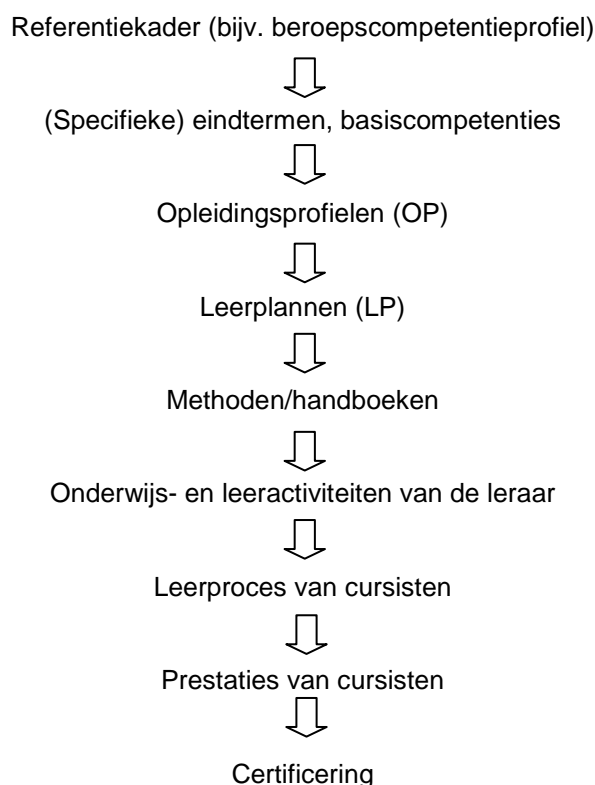 Referentiekader (bijv. beroepscompetentieprofiel)
(Specifieke) eindtermen, basiscompetenties
Opleidingsprofielen (OP)
Leerplannen (LP)
Methoden/handboeken
Onderwijs- en leeractiviteiten van de leraar
Leerproces van cursisten
Prestaties van cursisten
Certificering